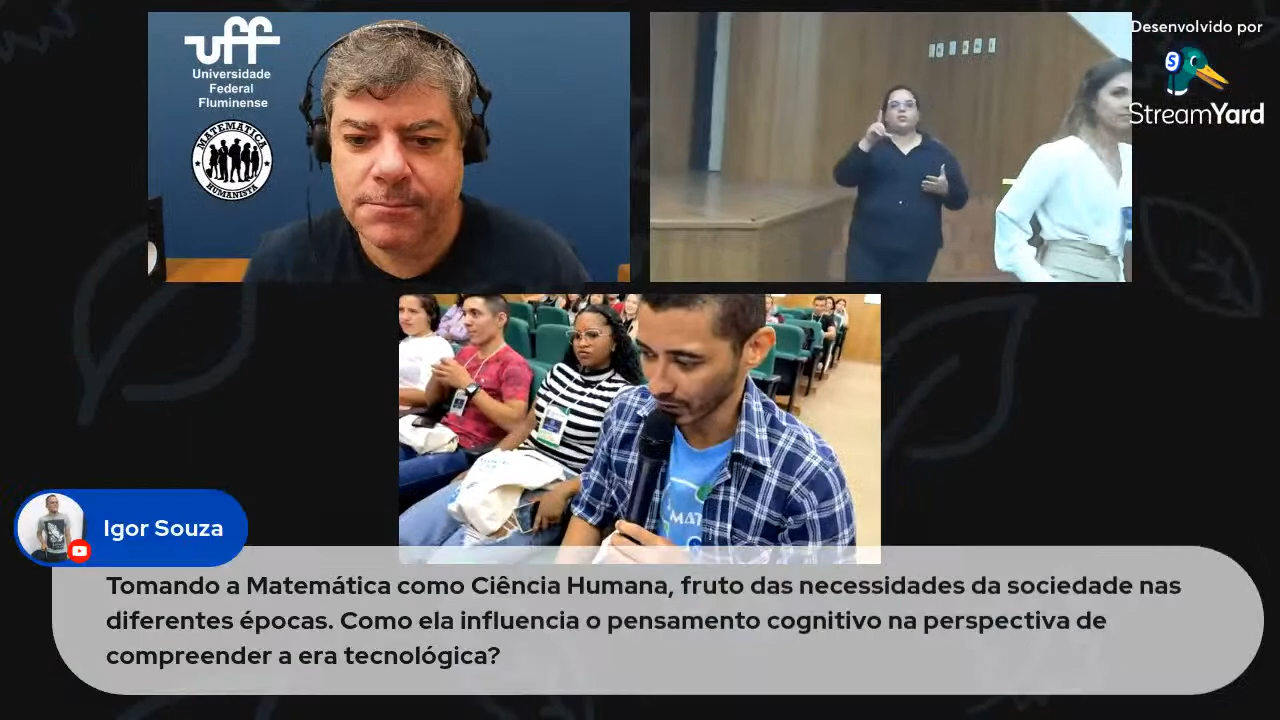 uff
Universidade
Federal
Fluminense
MATEMÁTICA
HUMANISTA
Desenvolvido por
StreamYard
MAT
Igor Souza
Tomando a Matemática como Ciência Humana, fruto das necessidades da sociedade nas
diferentes épocas. Como ela influencia o pensamento cognitivo na perspectiva de
compreender a era tecnológica?